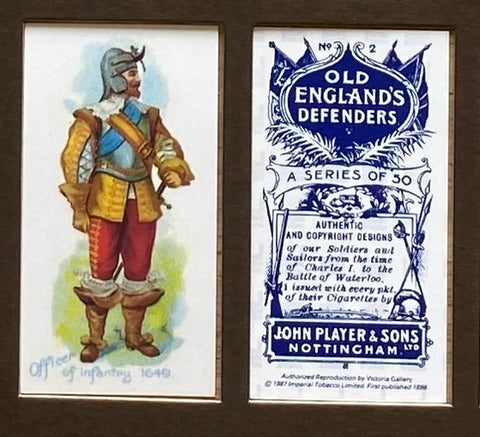 Officer
of Infantry 1649
No 2
OLD
ENGLAND'S
DEFENDERS
A SERIES OF 50
AUTHENTIC
AND COPYRIGHT DESIGNS
of our Soldiers and
Sailors from the time
of Charles I. to the
Battle of Waterloo.
1 issued with every pkt.
of their Cigarettes by
JOHN PLAYER & SONS
NOTTINGHAM. LTD
Authorized Reproduction by Victoria Gallery
© 1987 Imperial Tobacco Limited. First published 1898